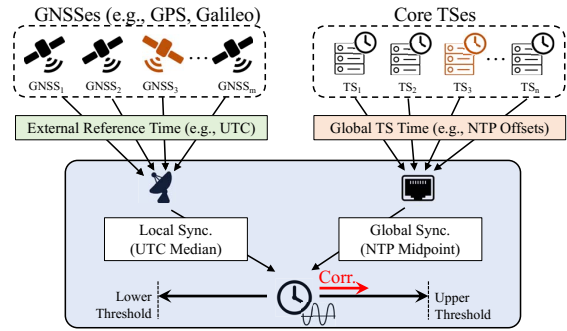 GNSSes (e.g., GPS, Galileo)
Core TSes
GNSS1
GNSS2
GNSS3
...
GNSSm
TS1
TS2
TS3
...
TSn
External Reference Time (e.g., UTC)
Global TS Time (e.g., NTP Offsets)
Local Sync.
(UTC Median)
Global Sync.
(NTP Midpoint)
Corr.
Lower
Threshold
Upper
Threshold